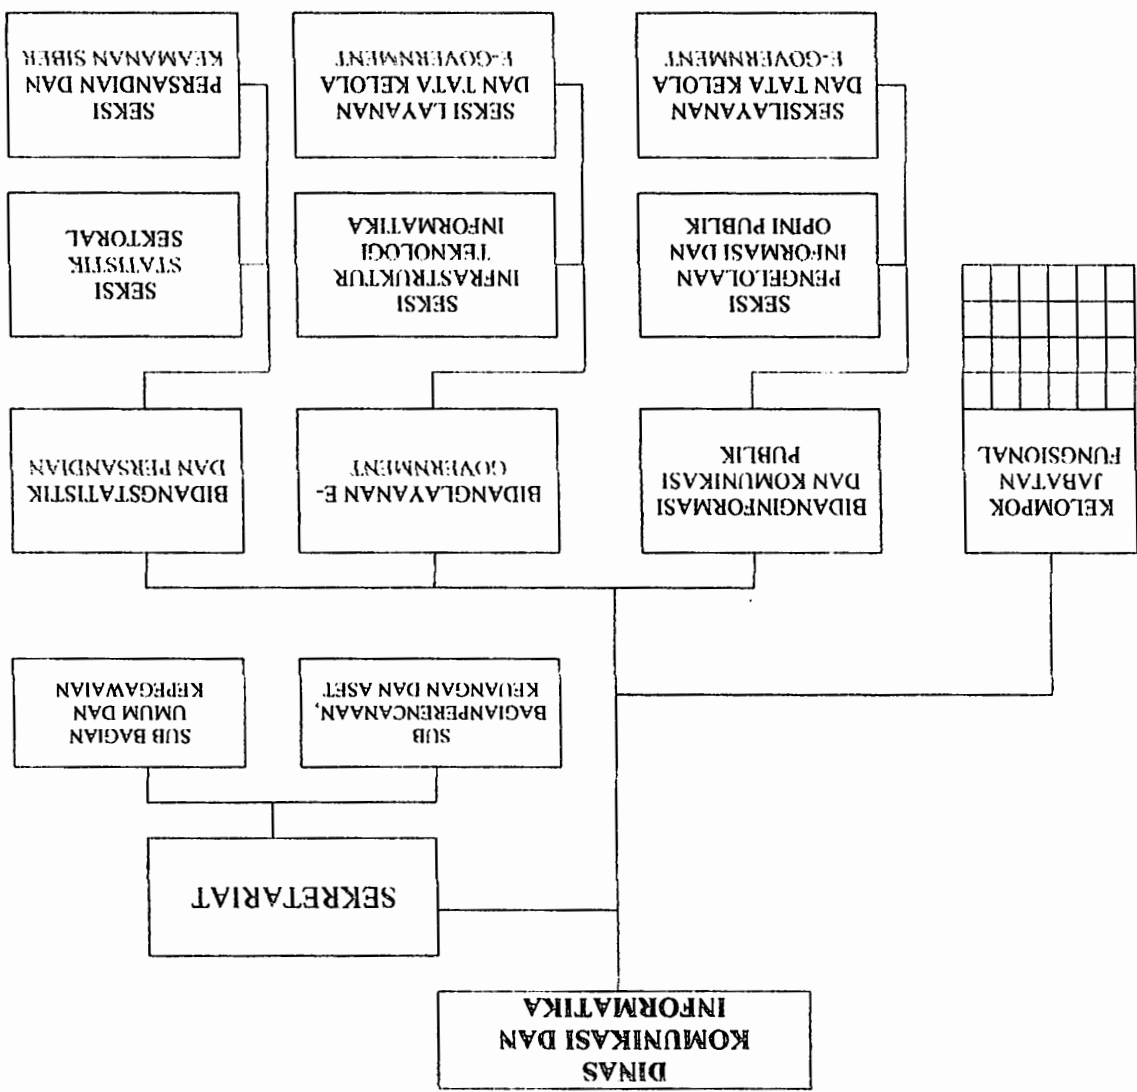 DINAS
KOMUNIKASI DAN
INFORMATIKA
SEKRETARIAT
SUB
BAGIANPERENCANAAN,
KEUANGAN DAN ASET
SUB BAGIAN
UMUM DAN
KEPEGAWAIAN
KELOMPOK
JABATAN
FUNGSIONAL
BIDANGINFORMASI
DAN KOMUNIKASI
PUBLIK
BIDANGLAYANAN E-
GOVERNMENT
BIDANGSTATISTIK
DAN PERSANDIAN
SEKSI
PENGELOLAAN
INFORMASI DAN
OPINI PUBLIK
SEKSI
INFRASTRUKTUR
TEKNOLOGI
INFORMATIKA
SEKSI
STATISTIK
SEKTORAL
SEKSILAYANAN
DAN TATA KELOLA
E-GOVERNMENT
SEKSI LAYANAN
DAN TATA KELOLA
E-GOVERNMENT
SEKSI
PERSANDIAN DAN
KEAMANAN SIBER